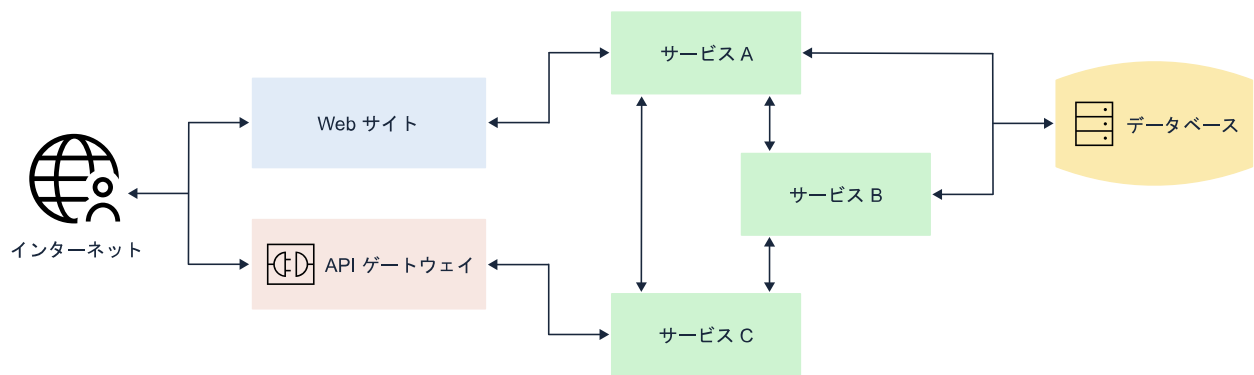 インターネット
Web サイト
API ゲートウェイ
サービス A
サービス B
サービス C
データベース